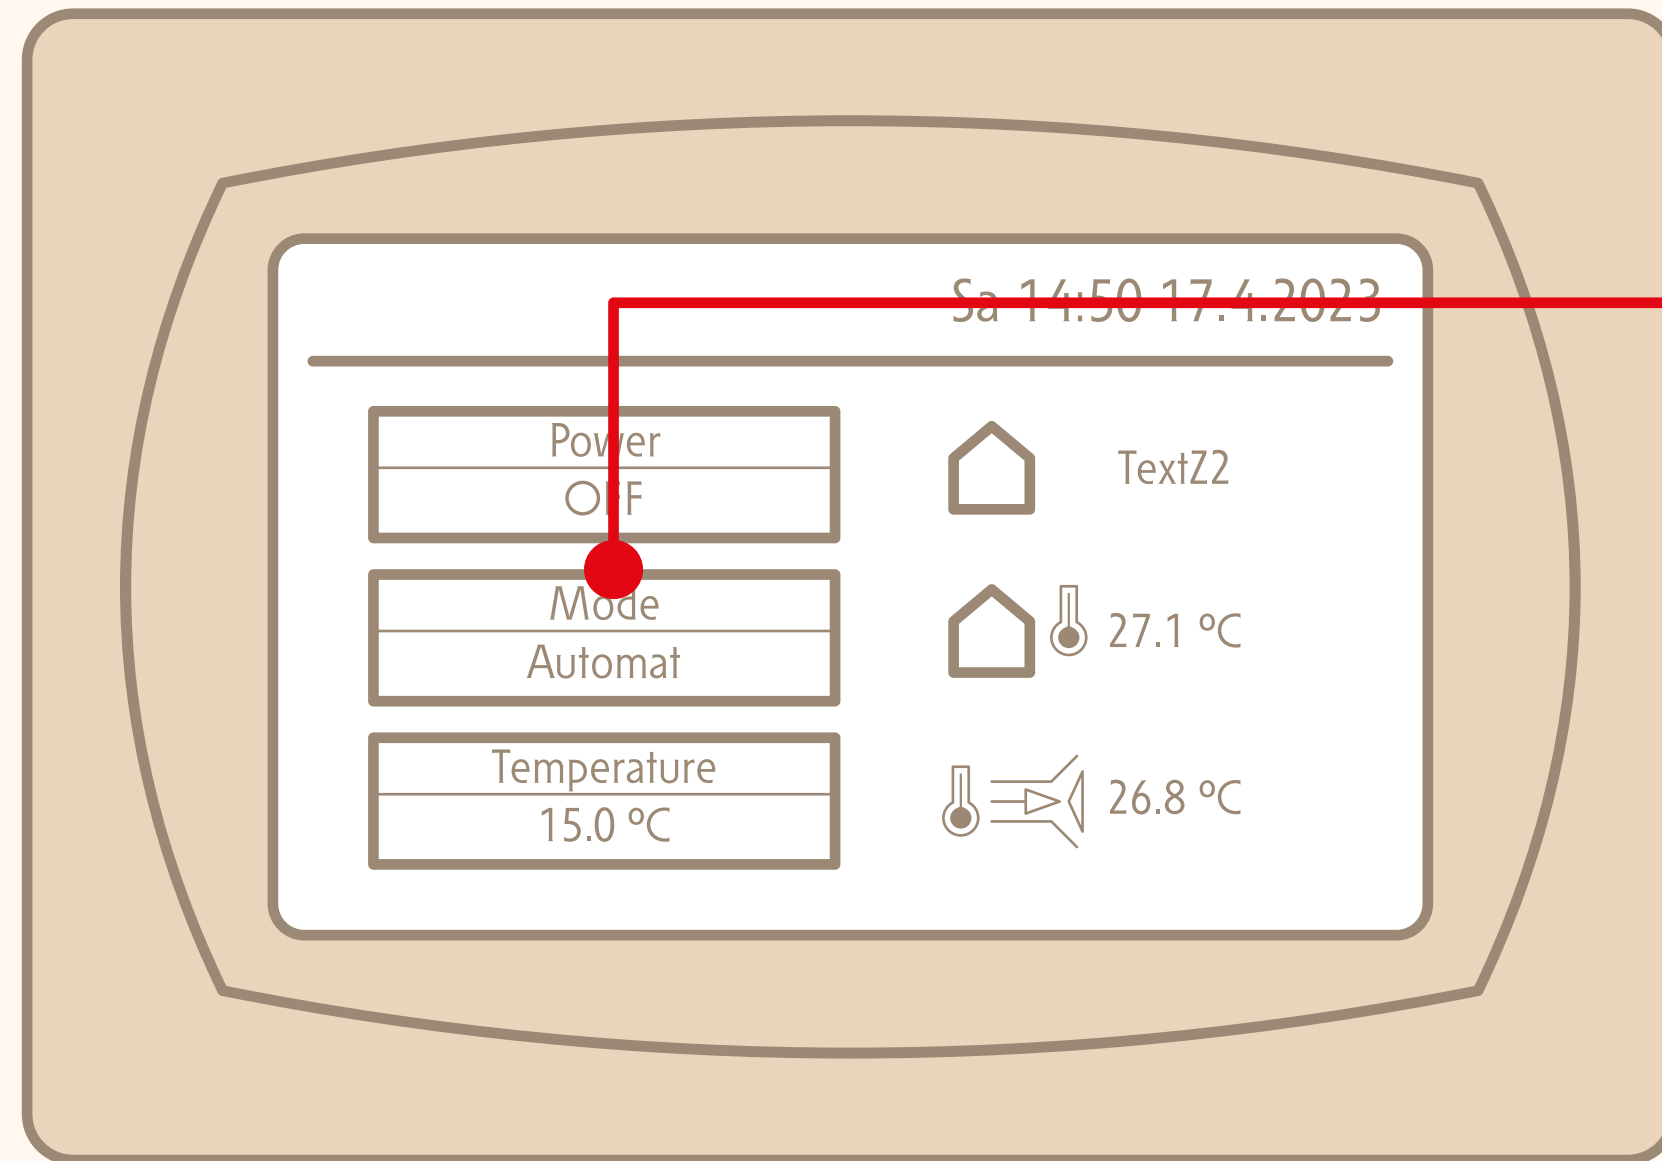 Sa 14:50 17.4.2023
Power
OFF
TextZ2
Mode
Automat
27.1 °C
Temperature
15.0 °C
26.8 °C